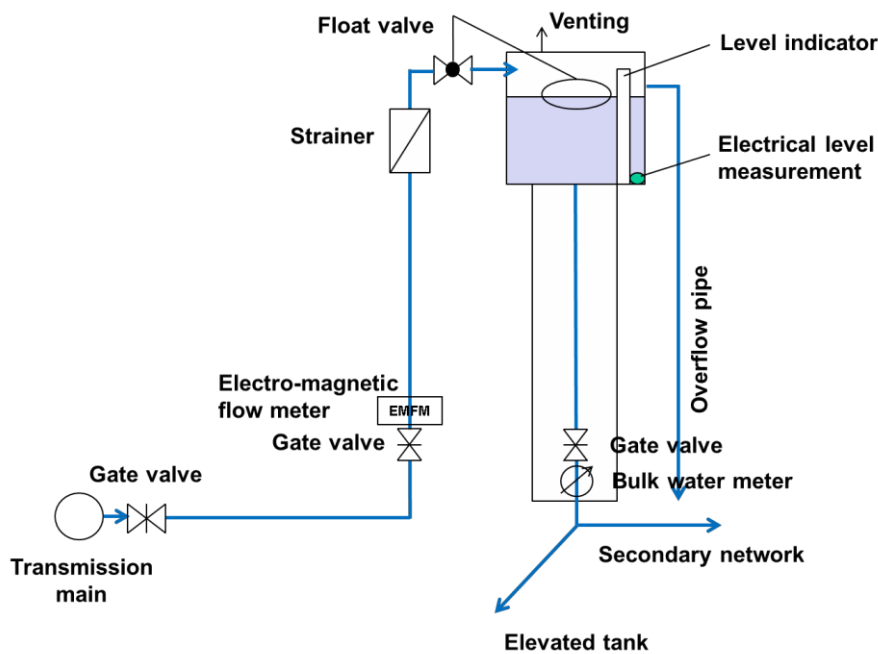 Float valve
Venting
Level indicator
Strainer
Electrical level
measurement
Overflow pipe
Electro-magnetic
flow meter
EMFM
Gate valve
Gate valve
Bulk water meter
Gate valve
Transmission
main
Secondary network
Elevated tank